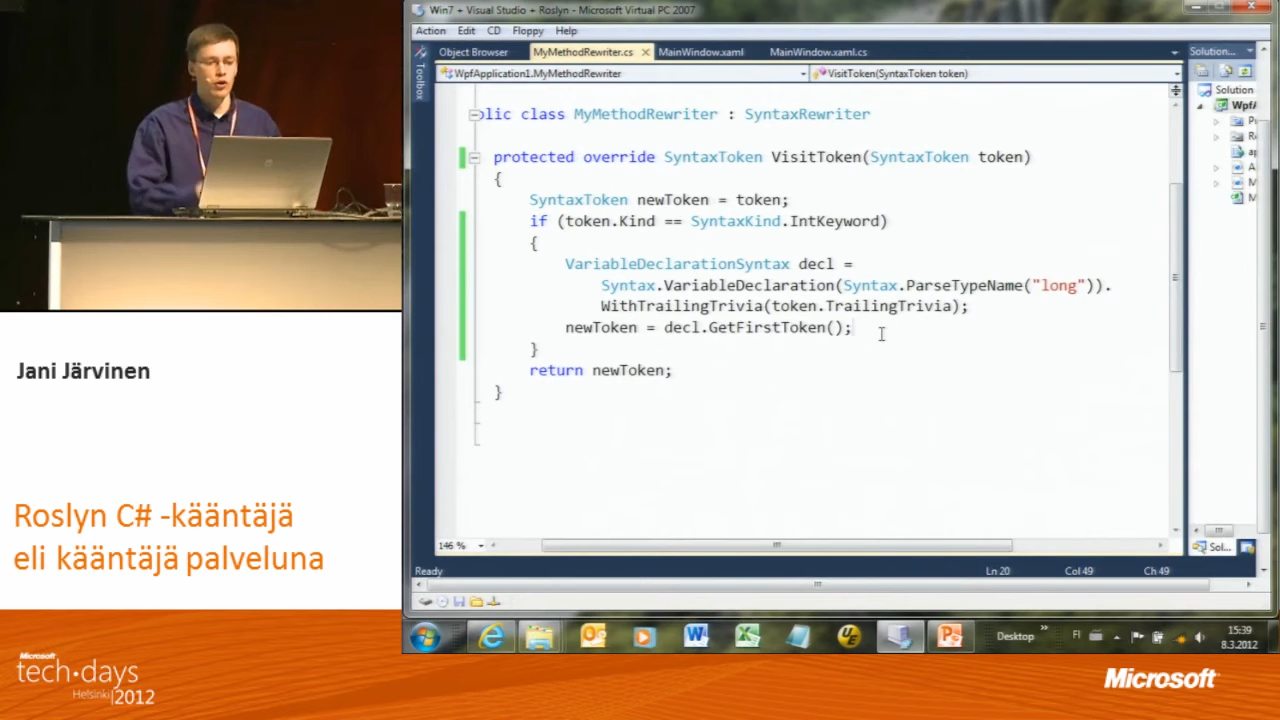 Win7 + Visual Studio + Roslyn - Microsoft Virtual PC 2007
Action Edit CD Floppy Help
Toolbox
Object Browser MyMethodRewriter.cs MainWindow.xaml MainWindow.xaml.cs
Solution...
WpfApplication1.MyMethodRewriter VisitToken(SyntaxToken token)
Solution
blic class MyMethodRewriter : SyntaxRewriter
protected override SyntaxToken VisitToken(SyntaxToken token)
{
SyntaxToken newToken = token;
if (token.Kind == SyntaxKind.IntKeyword)
{
VariableDeclarationSyntax decl =
Syntax.VariableDeclaration(Syntax.ParseTypeName("long")).
WithTrailingTrivia(token.TrailingTrivia);
newToken = decl.GetFirstToken();
}
return newToken;
}
146 %
Sol...
Ready Ln 20 Col 49 Ch 49
Desktop FI 15:39
8.3.2012
Jani Järvinen
Roslyn C# -kääntäjä
eli kääntäjä palveluna
Microsoft
tech·days
Helsinki|2012
Microsoft